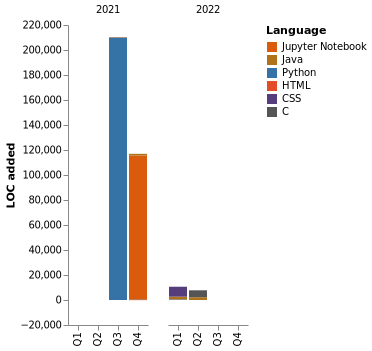 2021 2022
Language
Jupyter Notebook
Java
Python
HTML
CSS
C
LOC added
220,000
200,000
180,000
160,000
140,000
120,000
100,000
80,000
60,000
40,000
20,000
0
−20,000
Q1 Q2 Q3 Q4 Q1 Q2 Q3 Q4